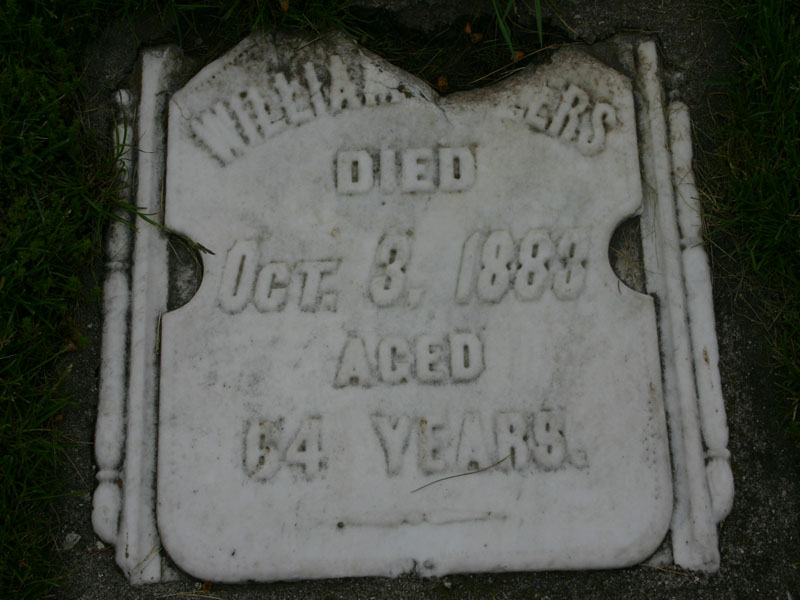 WILLIAM
DIED
OCT. 3, 1883
AGED
64 YEARS.